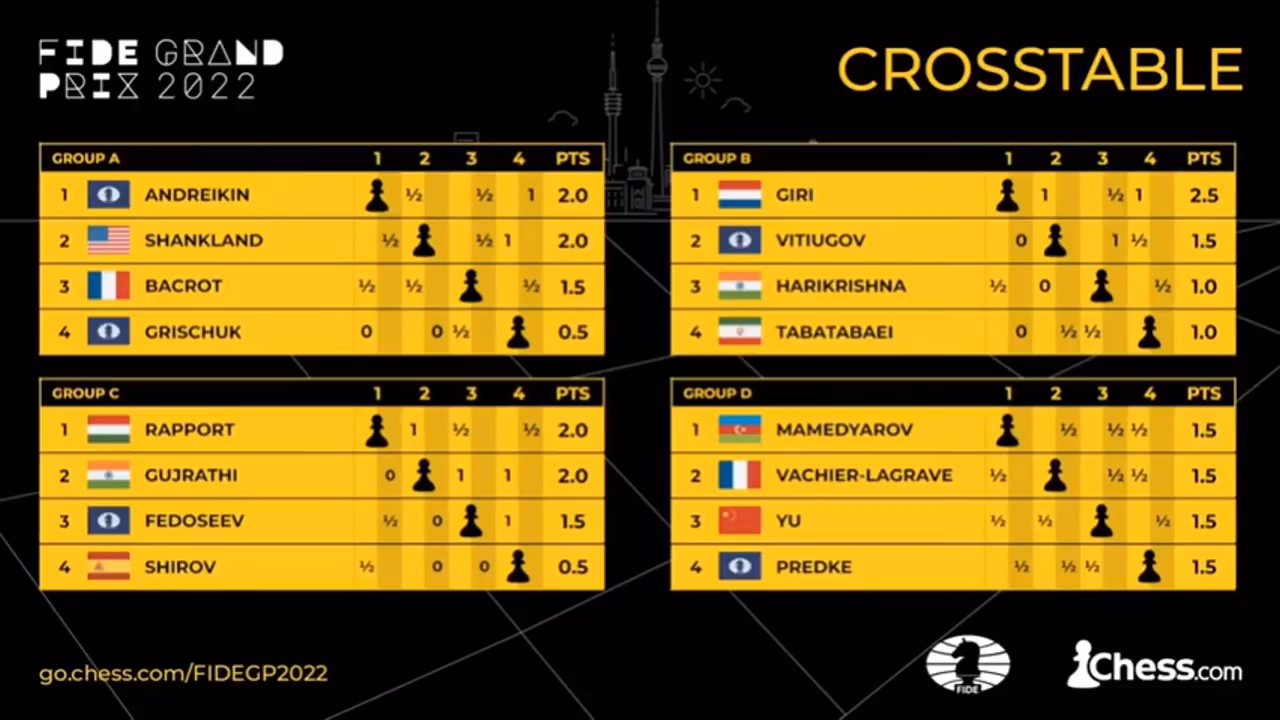 FIDE GRAND
PRIX 2022
CROSSTABLE
GROUP A 1 2 3 4 PTS
1 ANDREIKIN ½ ½ 1 2.0
2 SHANKLAND ½ ½ 1 2.0
3 BACROT ½ ½ ½ 1.5
4 GRISCHUK 0 0 ½ 0.5
GROUP B 1 2 3 4 PTS
1 GIRI 1 ½ 1 2.5
2 VITIUGOV 0 1 ½ 1.5
3 HARIKRISHNA ½ 0 ½ 1.0
4 TABATABAEI 0 ½ ½ 1.0
GROUP C 1 2 3 4 PTS
1 RAPPORT 1 ½ ½ 2.0
2 GUJRATHI 0 1 1 2.0
3 FEDOSEEV ½ 0 1 1.5
4 SHIROV ½ 0 0 0.5
GROUP D 1 2 3 4 PTS
1 MAMEDYAROV ½ ½ ½ 1.5
2 VACHIER-LAGRAVE ½ ½ ½ 1.5
3 YU ½ ½ ½ 1.5
4 PREDKE ½ ½ ½ 1.5
go.chess.com/FIDEGP2022
FIDE
Chess.com